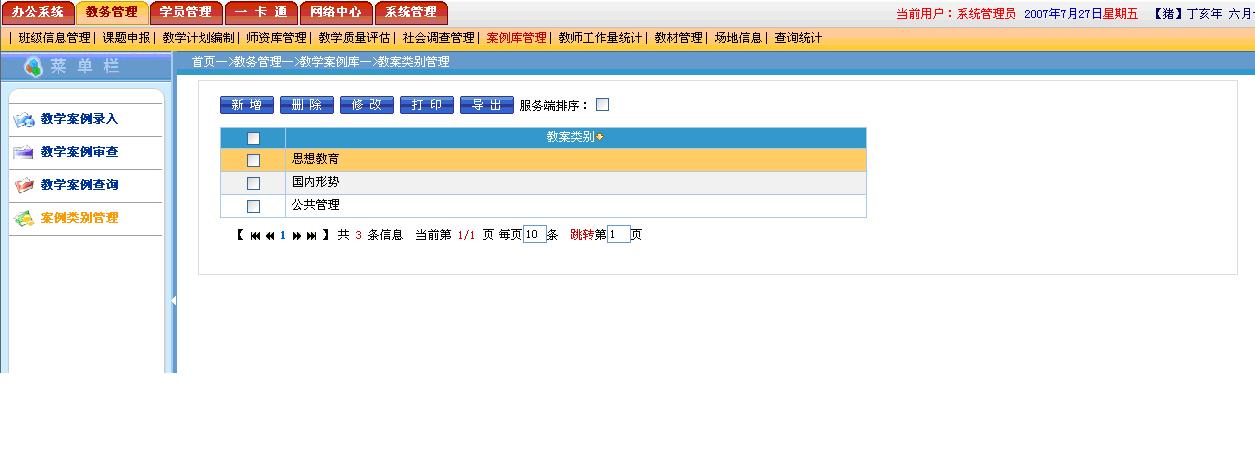 办公系统 教务管理 学员管理 一 卡 通 网络中心 系统管理 当前用户：系统管理员 2007年7月27日星期五 【猪】丁亥年 六月
| 班级信息管理| 课题申报| 教学计划编制| 师资库管理| 教学质量评估| 社会调查管理| 案例库管理| 教师工作量统计| 教材管理| 场地信息| 查询统计
菜 单 栏
首页一>教务管理一>教学案例库一>教案类别管理
教学案例录入
教学案例审查
教学案例查询
案例类别管理
新 增 删 除 修 改 打 印 导 出 服务端排序：
教案类别
思想教育
国内形势
公共管理
【 1 】 共 3 条信息 当前第 1/1 页 每页10条 跳转第1页